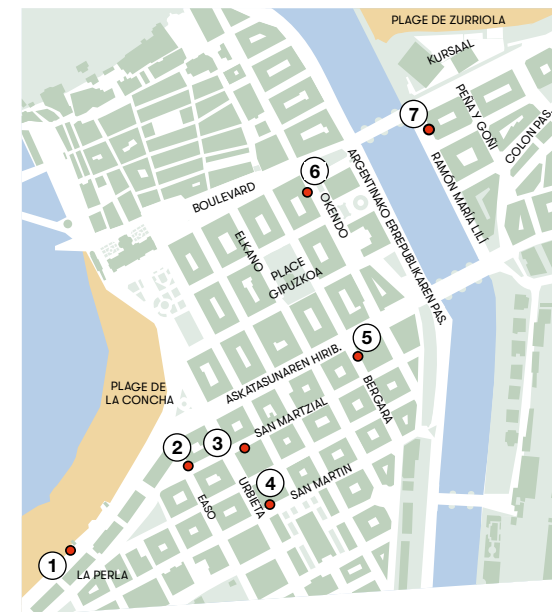 PLAGE DE ZURRIOLA
KURSAAL
7
PEÑA Y GOÑI
COLON PAS.
RAMÓN MARÍA LILÍ
ARGENTINAKO ERREPUBLIKAREN PAS.
6
BOULEVARD
OKENDO
ELKANO
PLACE
GIPUZKOA
5
ASKATASUNAREN HIRIB.
BERGARA
PLAGE DE
LA CONCHA
SAN MARTZIAL
2
3
4
SAN MARTIN
URBIETA
EASO
1
LA PERLA